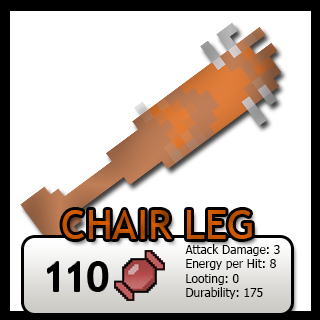 CHAIR LEG
110
Attack Damage: 3
Energy per Hit: 8
Looting: 0
Durability: 175